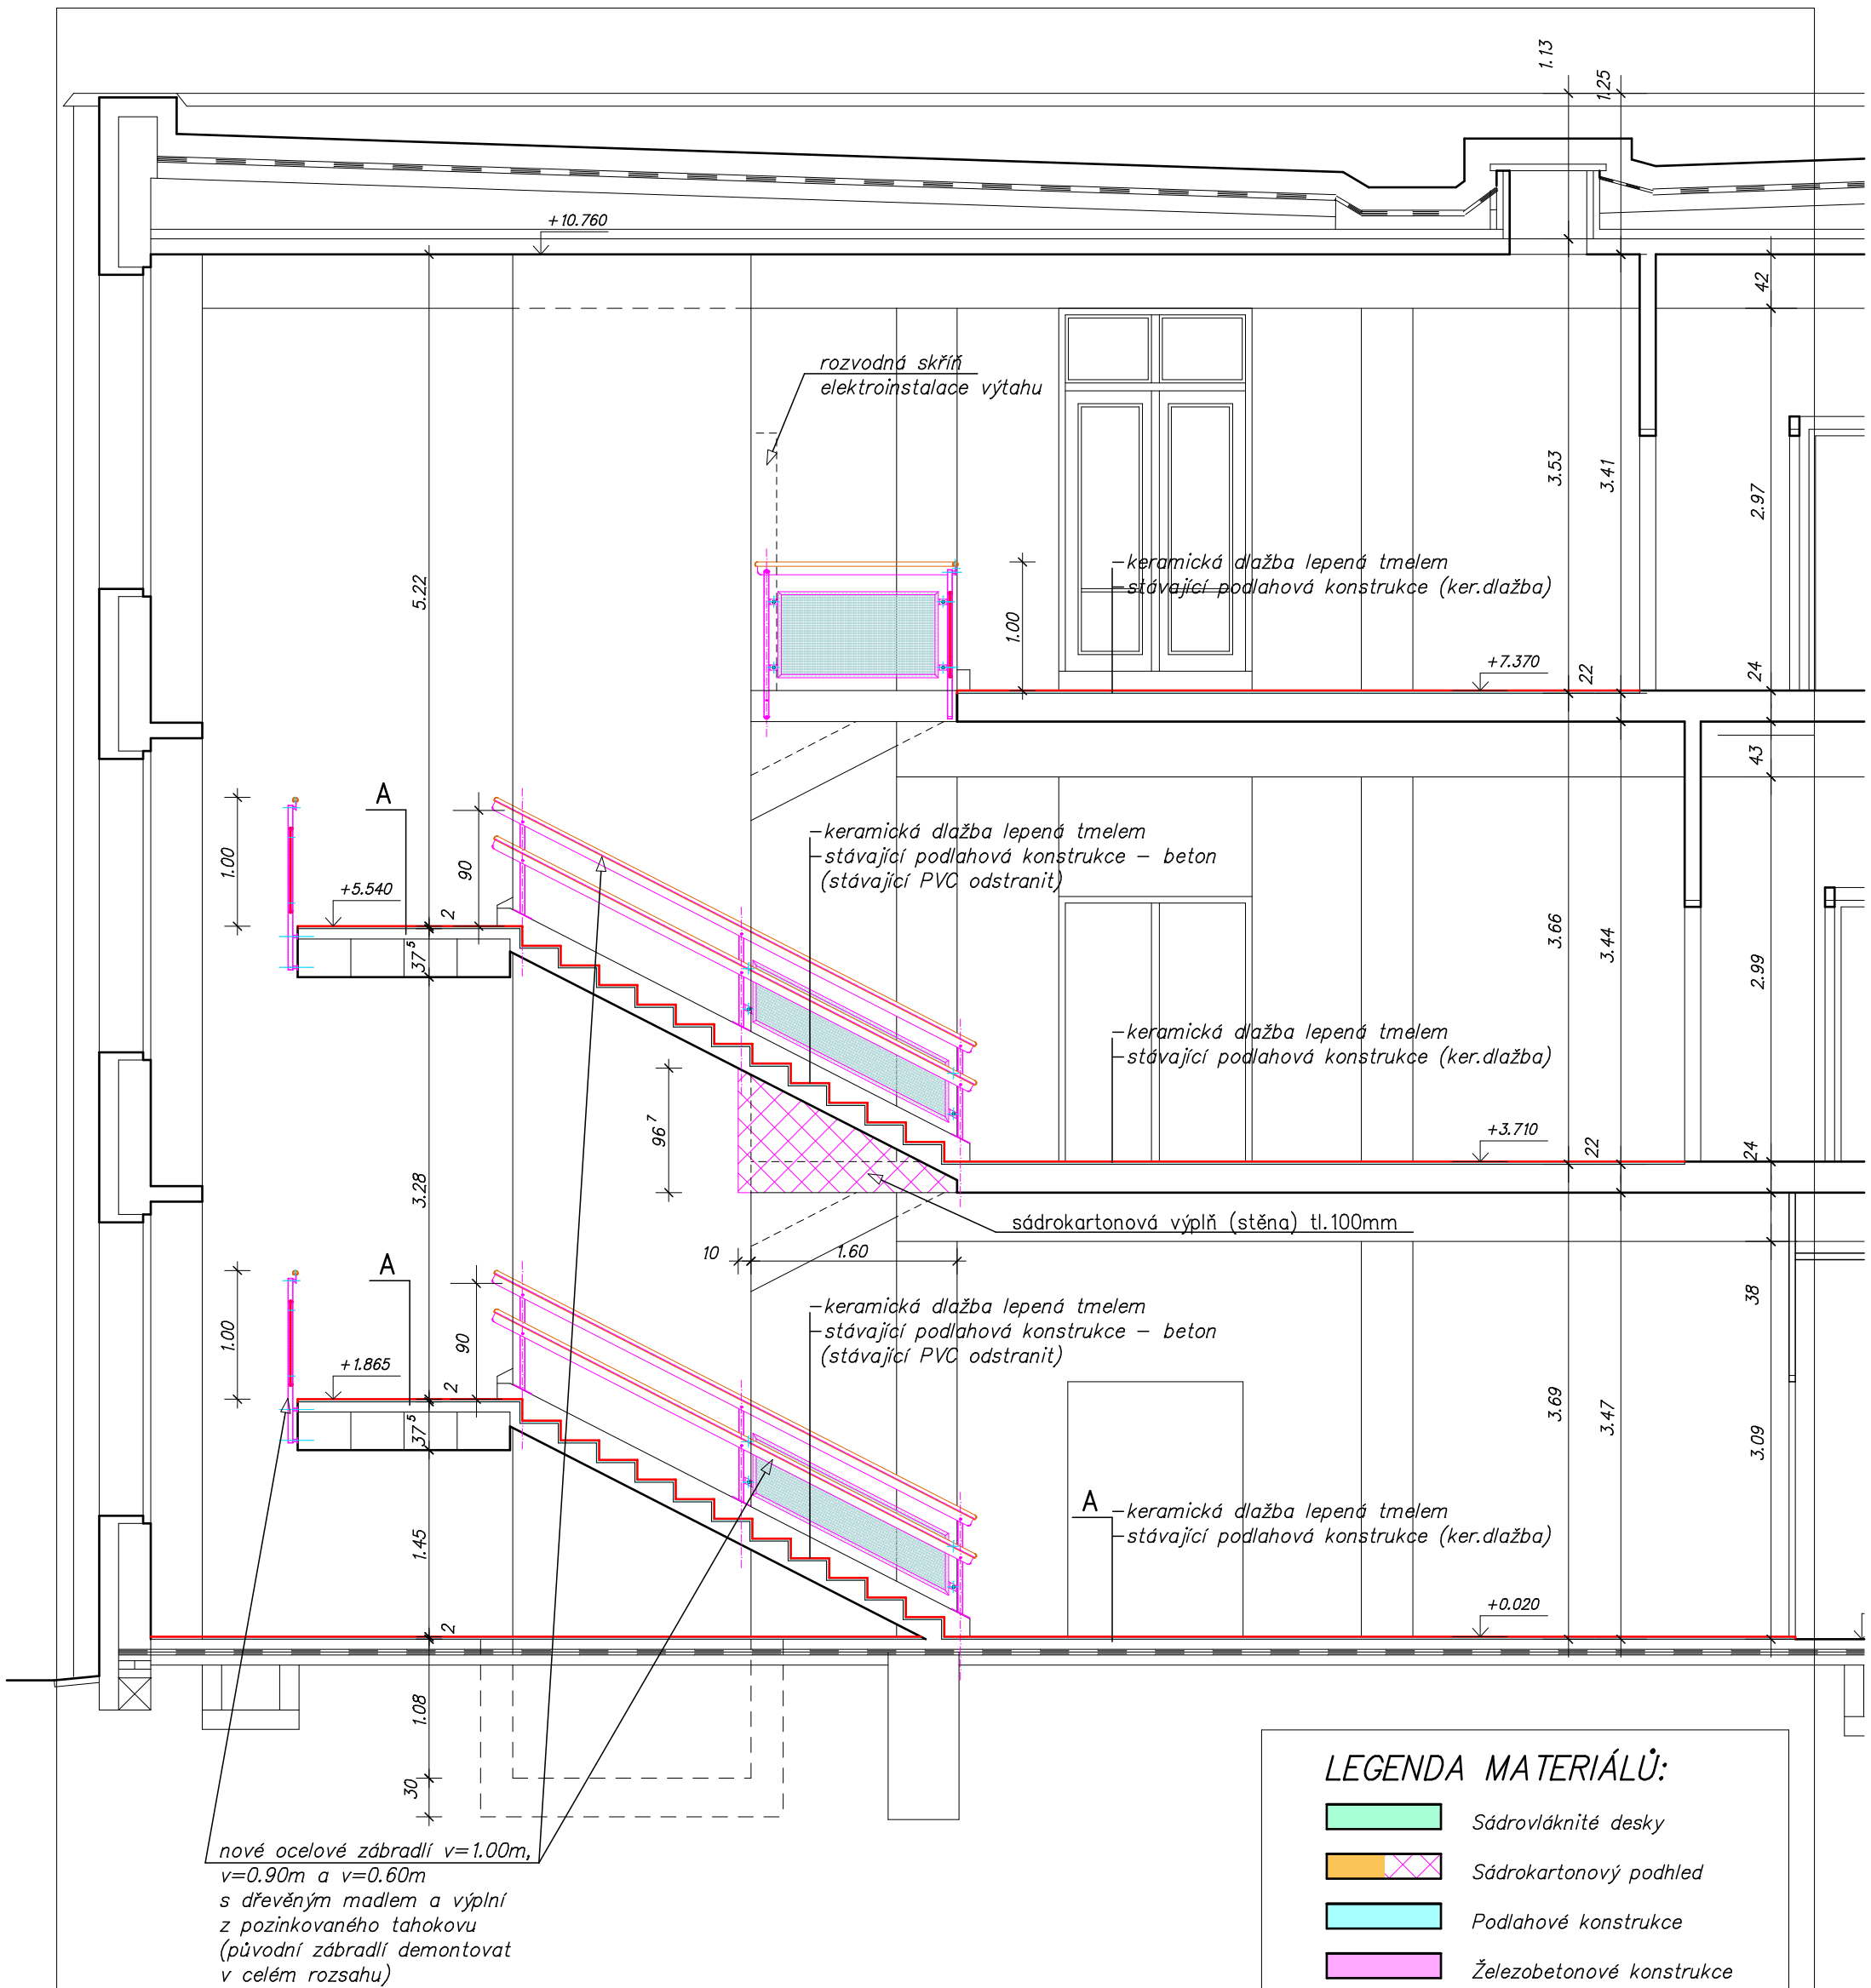 1.13
1.25
+10.760
42
rozvodná skříň
elektroinstalace výtahu
3.53
3.41
2.97
5.22
1.00
-keramická dlažba lepená tmelem
-stávající podlahová konstrukce (ker.dlažba)
+7.370
22
24
43
A
1.00
90
-keramická dlažba lepená tmelem
-stávající podlahová konstrukce – beton
(stávající PVC odstranit)
+5.540
2
37⁵
3.66
3.44
2.99
-keramická dlažba lepená tmelem
-stávající podlahová konstrukce (ker.dlažba)
96⁷
+3.710
22
24
3.28
sádrokartonová výplň (stěna) tl.100mm
10
1.60
A
1.00
90
38
-keramická dlažba lepená tmelem
-stávající podlahová konstrukce – beton
(stávající PVC odstranit)
+1.865
2
37⁵
3.69
3.47
3.09
A
-keramická dlažba lepená tmelem
-stávající podlahová konstrukce (ker.dlažba)
1.45
+0.020
2
1.08
30
nové ocelové zábradlí v=1.00m,
v=0.90m a v=0.60m
s dřevěným madlem a výplní
z pozinkovaného tahokovu
(původní zábradlí demontovat
v celém rozsahu)
LEGENDA MATERIÁLŮ:
Sádrovláknité desky
Sádrokartonový podhled
Podlahové konstrukce
Železobetonové konstrukce